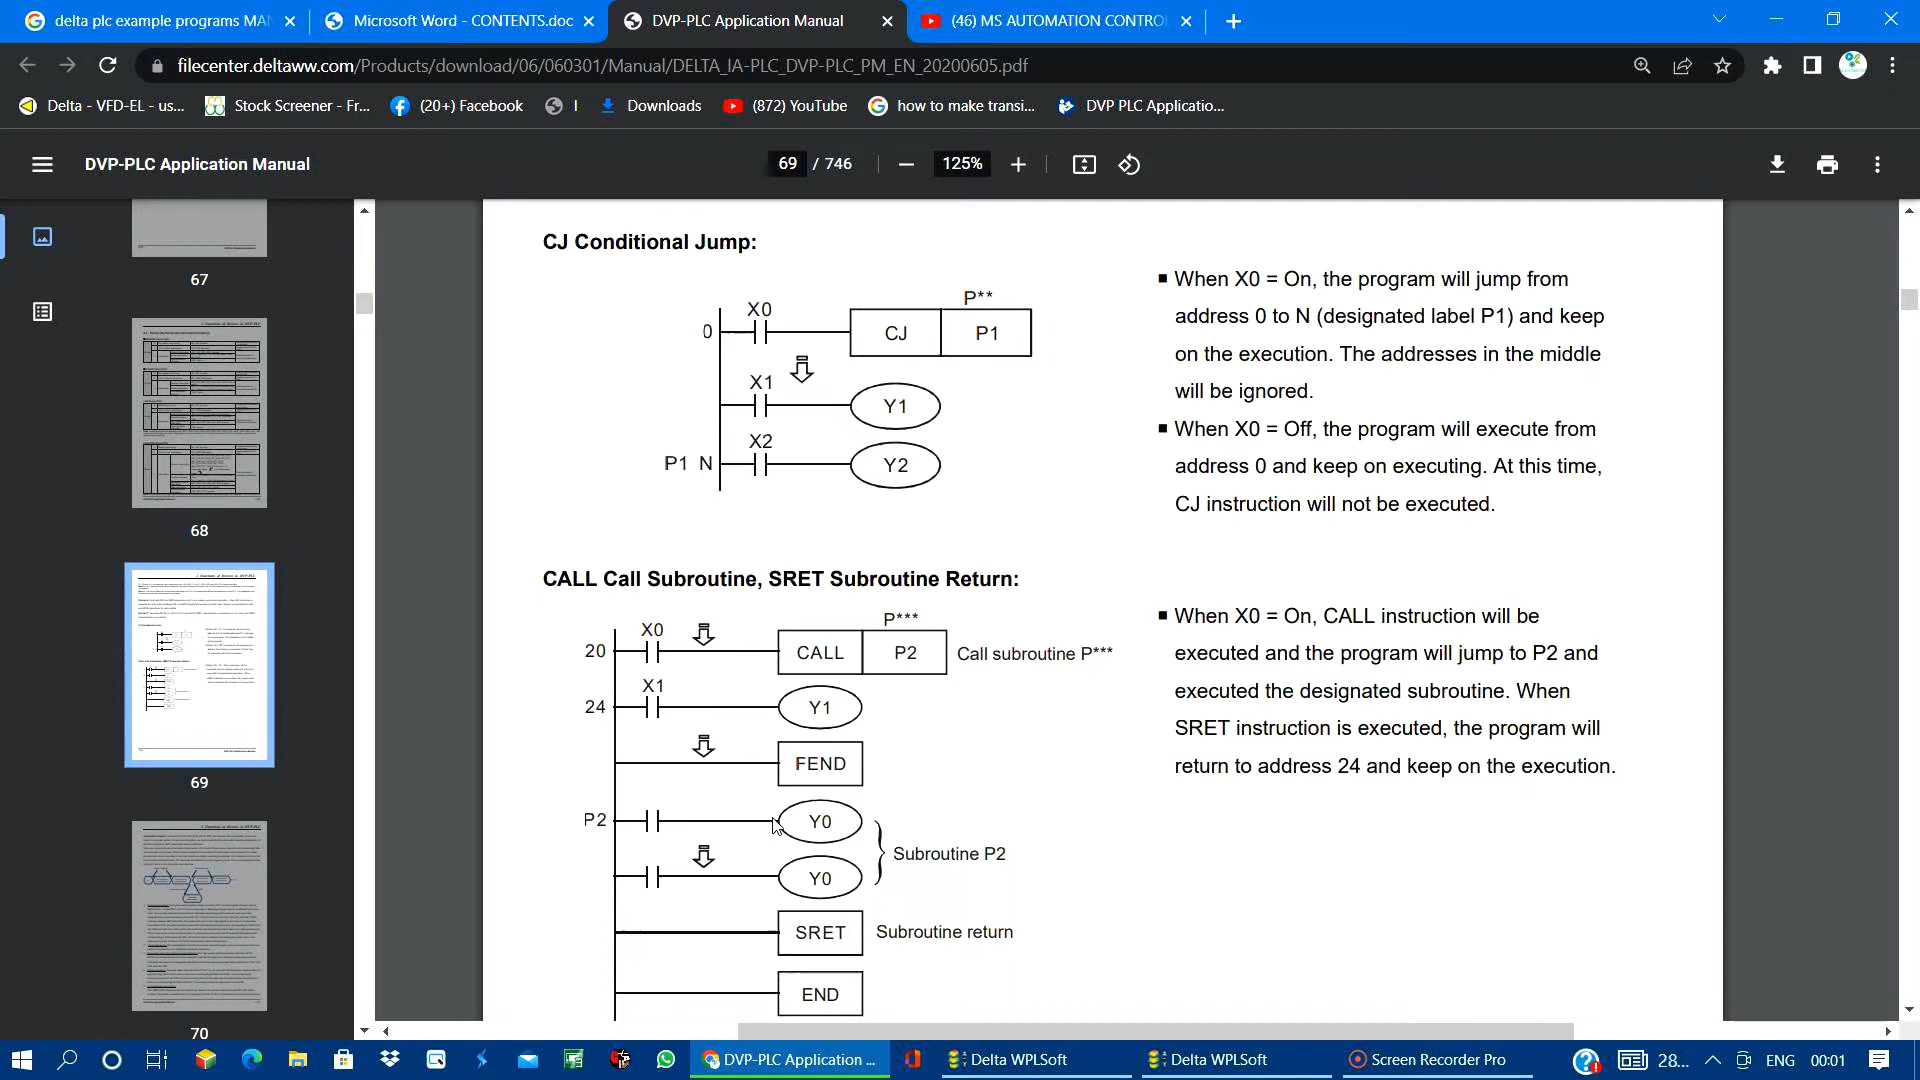 delta plc example programs MAN
Microsoft Word - CONTENTS.doc
DVP-PLC Application Manual
(46) MS AUTOMATION CONTRO
filecenter.deltaww.com/Products/download/06/060301/Manual/DELTA_IA-PLC_DVP-PLC_PM_EN_20200605.pdf
Delta - VFD-EL - us...
Stock Screener - Fr...
(20+) Facebook
I
Downloads
(872) YouTube
how to make transi...
DVP PLC Applicatio...
DVP-PLC Application Manual
69 / 746
125%
67
68
69
70
CJ Conditional Jump:
P**
X0
0
CJ
P1
X1
Y1
X2
P1 N
Y2
■ When X0 = On, the program will jump from
address 0 to N (designated label P1) and keep
on the execution. The addresses in the middle
will be ignored.
■ When X0 = Off, the program will execute from
address 0 and keep on executing. At this time,
CJ instruction will not be executed.
CALL Call Subroutine, SRET Subroutine Return:
P***
X0
20
CALL
P2
Call subroutine P***
X1
24
Y1
FEND
P2
Y0
Subroutine P2
Y0
SRET
Subroutine return
END
■ When X0 = On, CALL instruction will be
executed and the program will jump to P2 and
executed the designated subroutine. When
SRET instruction is executed, the program will
return to address 24 and keep on the execution.
DVP-PLC Application ...
Delta WPLSoft
Delta WPLSoft
Screen Recorder Pro
28...
ENG
00:01